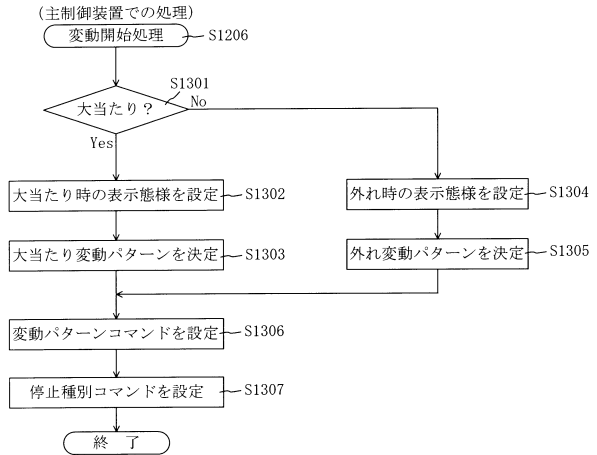 (主制御装置での処理)
変動開始処理 S1206
S1301
大当たり？
No
Yes
大当たり時の表示態様を設定 S1302
外れ時の表示態様を設定 S1304
大当たり変動パターンを決定 S1303
外れ変動パターンを決定 S1305
変動パターンコマンドを設定 S1306
停止種別コマンドを設定 S1307
終 了